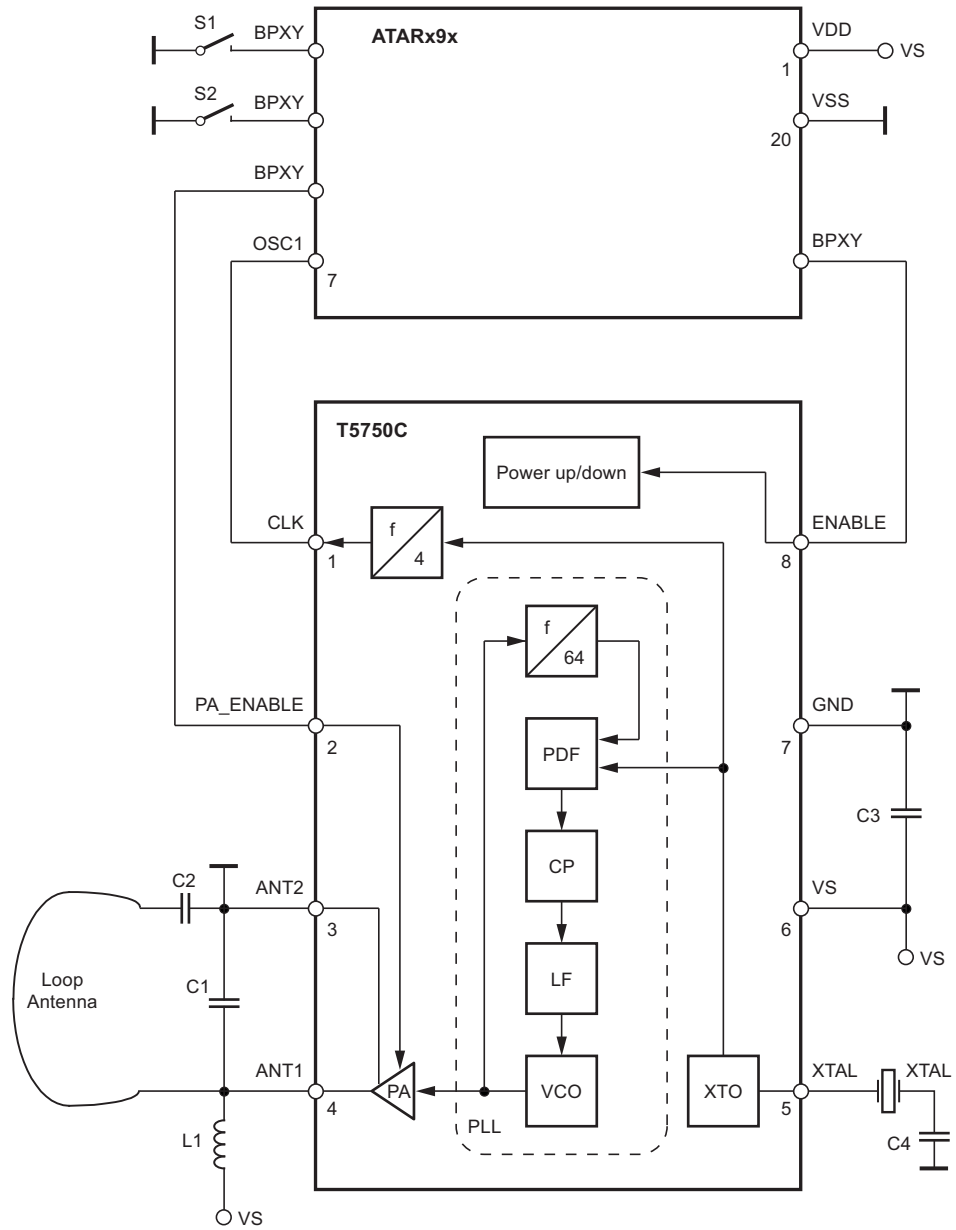 S1
BPXY
ATARx9x
VDD
1
VS
S2
BPXY
VSS
20
BPXY
OSC1
7
BPXY
T5750C
Power up/down
CLK
1
f
4
ENABLE
8
f
64
PA_ENABLE
2
PDF
GND
7
C3
CP
C2
ANT2
3
VS
6
VS
Loop
Antenna
C1
LF
ANT1
4
PA
VCO
XTO
XTAL
5
XTAL
L1
PLL
C4
VS